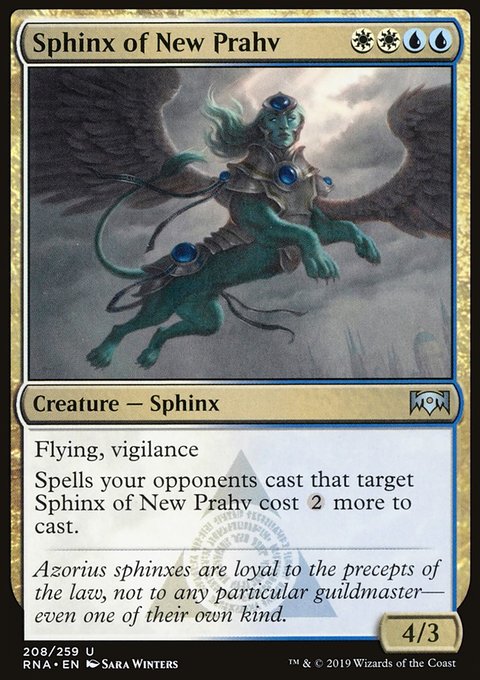 Sphinx of New Prahv
Creature — Sphinx
Flying, vigilance
Spells your opponents cast that target
Sphinx of New Prahv cost 2 more to
cast.
Azorius sphinxes are loyal to the precepts of
the law, not to any particular guildmaster—
even one of their own kind.
4/3
208/259 U
RNA • EN Sara Winters
™ & © 2019 Wizards of the Coast